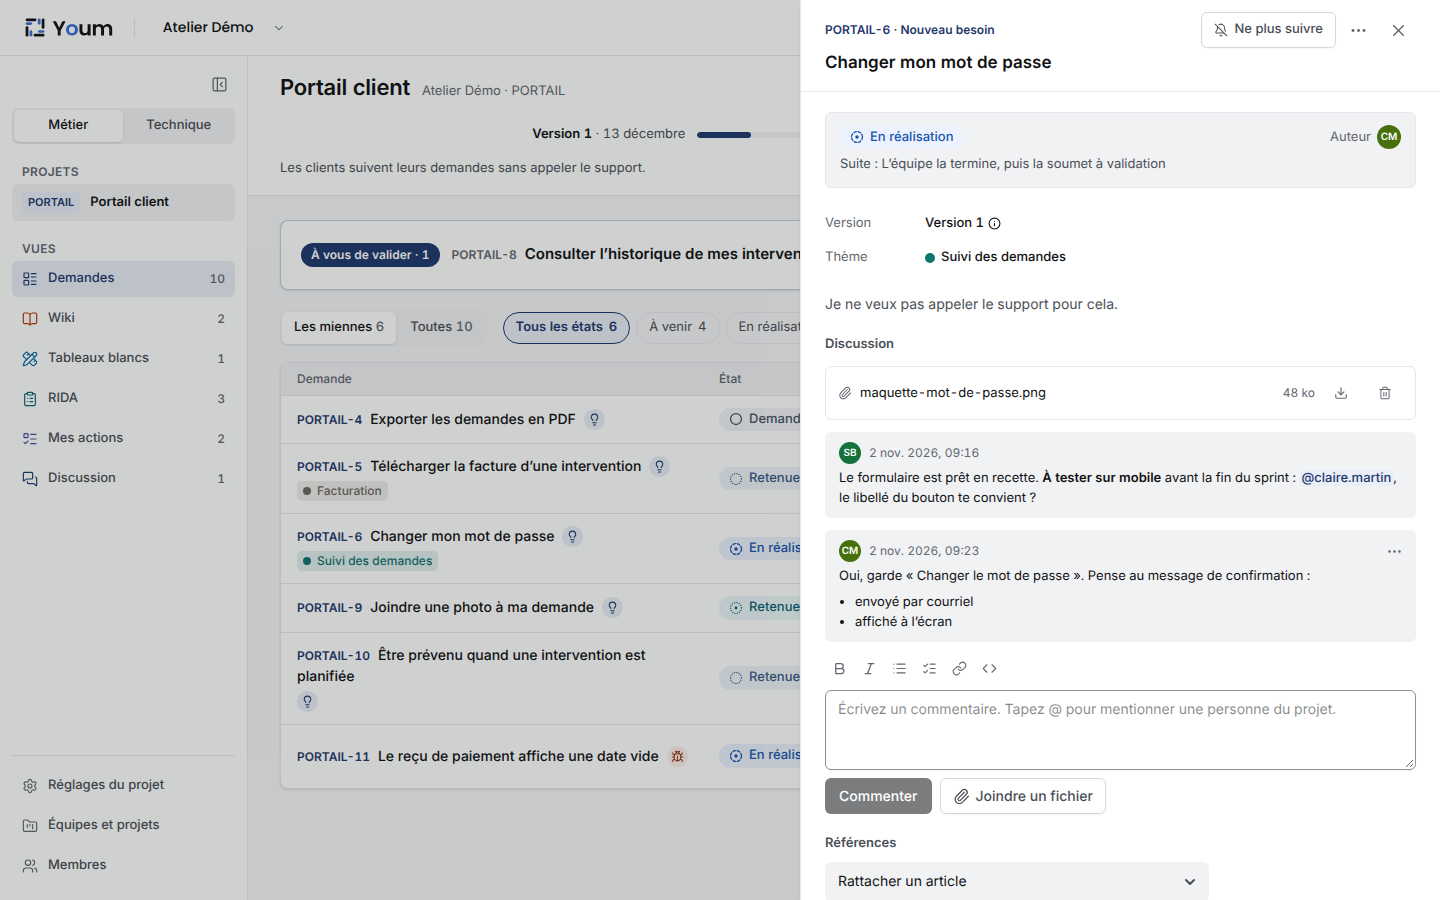 Youm
Atelier Démo
Métier
Technique
PROJETS
PORTAIL Portail client
VUES
Demandes 10
Wiki 2
Tableaux blancs 1
RIDA 3
Mes actions 2
Discussion 1
Réglages du projet
Équipes et projets
Membres
Portail client Atelier Démo · PORTAIL
Version 1 · 13 décembre
Les clients suivent leurs demandes sans appeler le support.
À vous de valider · 1 PORTAIL-8 Consulter l’historique de mes interven
Les miennes 6 Toutes 10 Tous les états 6 À venir 4 En réalisat
Demande État
PORTAIL-4 Exporter les demandes en PDF Demand
PORTAIL-5 Télécharger la facture d’une intervention Retenue
Facturation
PORTAIL-6 Changer mon mot de passe En réalis
Suivi des demandes
PORTAIL-9 Joindre une photo à ma demande Retenue
PORTAIL-10 Être prévenu quand une intervention est
planifiée
Retenue
PORTAIL-11 Le reçu de paiement affiche une date vide En réalis
PORTAIL-6 · Nouveau besoin
Ne plus suivre
Changer mon mot de passe
En réalisation Auteur CM
Suite : L’équipe la termine, puis la soumet à validation
Version Version 1
Thème Suivi des demandes
Je ne veux pas appeler le support pour cela.
Discussion
maquette-mot-de-passe.png 48 ko
SB 2 nov. 2026, 09:16
Le formulaire est prêt en recette. À tester sur mobile avant la fin du sprint : @claire.martin,
le libellé du bouton te convient ?
CM 2 nov. 2026, 09:23
Oui, garde « Changer le mot de passe ». Pense au message de confirmation :
• envoyé par courriel
• affiché à l’écran
Écrivez un commentaire. Tapez @ pour mentionner une personne du projet.
Commenter Joindre un fichier
Références
Rattacher un article